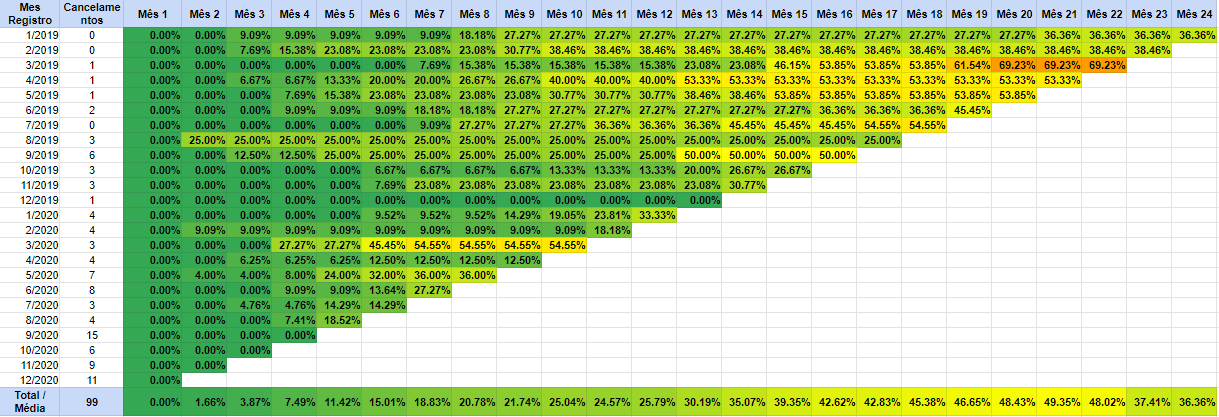 Mes Registro Cancelamentos Mês 1 Mês 2 Mês 3 Mês 4 Mês 5 Mês 6 Mês 7 Mês 8 Mês 9 Mês 10 Mês 11 Mês 12 Mês 13 Mês 14 Mês 15 Mês 16 Mês 17 Mês 18 Mês 19 Mês 20 Mês 21 Mês 22 Mês 23 Mês 24
1/2019 0 0.00% 0.00% 9.09% 9.09% 9.09% 9.09% 9.09% 18.18% 27.27% 27.27% 27.27% 27.27% 27.27% 27.27% 27.27% 27.27% 27.27% 27.27% 27.27% 27.27% 36.36% 36.36% 36.36% 36.36%
2/2019 0 0.00% 0.00% 7.69% 15.38% 23.08% 23.08% 23.08% 23.08% 30.77% 38.46% 38.46% 38.46% 38.46% 38.46% 38.46% 38.46% 38.46% 38.46% 38.46% 38.46% 38.46% 38.46% 38.46%
3/2019 1 0.00% 0.00% 0.00% 0.00% 0.00% 0.00% 7.69% 15.38% 15.38% 15.38% 15.38% 15.38% 23.08% 23.08% 46.15% 53.85% 53.85% 53.85% 61.54% 69.23% 69.23% 69.23%
4/2019 1 0.00% 0.00% 6.67% 6.67% 13.33% 20.00% 20.00% 26.67% 26.67% 40.00% 40.00% 40.00% 53.33% 53.33% 53.33% 53.33% 53.33% 53.33% 53.33% 53.33% 53.33%
5/2019 1 0.00% 0.00% 0.00% 7.69% 15.38% 23.08% 23.08% 23.08% 23.08% 30.77% 30.77% 30.77% 38.46% 38.46% 53.85% 53.85% 53.85% 53.85% 53.85% 53.85%
6/2019 2 0.00% 0.00% 0.00% 9.09% 9.09% 9.09% 18.18% 18.18% 27.27% 27.27% 27.27% 27.27% 27.27% 27.27% 27.27% 36.36% 36.36% 36.36% 45.45%
7/2019 0 0.00% 0.00% 0.00% 0.00% 0.00% 0.00% 9.09% 27.27% 27.27% 27.27% 36.36% 36.36% 36.36% 45.45% 45.45% 45.45% 54.55% 54.55%
8/2019 3 0.00% 25.00% 25.00% 25.00% 25.00% 25.00% 25.00% 25.00% 25.00% 25.00% 25.00% 25.00% 25.00% 25.00% 25.00% 25.00% 25.00%
9/2019 6 0.00% 0.00% 12.50% 12.50% 25.00% 25.00% 25.00% 25.00% 25.00% 25.00% 25.00% 25.00% 50.00% 50.00% 50.00% 50.00%
10/2019 3 0.00% 0.00% 0.00% 0.00% 0.00% 6.67% 6.67% 6.67% 6.67% 13.33% 13.33% 13.33% 20.00% 26.67% 26.67%
11/2019 3 0.00% 0.00% 0.00% 0.00% 0.00% 7.69% 23.08% 23.08% 23.08% 23.08% 23.08% 23.08% 23.08% 30.77%
12/2019 1 0.00% 0.00% 0.00% 0.00% 0.00% 0.00% 0.00% 0.00% 0.00% 0.00% 0.00% 0.00% 0.00%
1/2020 4 0.00% 0.00% 0.00% 0.00% 0.00% 9.52% 9.52% 9.52% 14.29% 19.05% 23.81% 33.33%
2/2020 4 0.00% 9.09% 9.09% 9.09% 9.09% 9.09% 9.09% 9.09% 9.09% 9.09% 18.18%
3/2020 3 0.00% 0.00% 0.00% 27.27% 27.27% 45.45% 54.55% 54.55% 54.55% 54.55%
4/2020 4 0.00% 0.00% 6.25% 6.25% 6.25% 12.50% 12.50% 12.50% 12.50%
5/2020 7 0.00% 4.00% 4.00% 8.00% 24.00% 32.00% 36.00% 36.00%
6/2020 8 0.00% 0.00% 0.00% 9.09% 9.09% 13.64% 27.27%
7/2020 3 0.00% 0.00% 4.76% 4.76% 14.29% 14.29%
8/2020 4 0.00% 0.00% 0.00% 7.41% 18.52%
9/2020 15 0.00% 0.00% 0.00% 0.00%
10/2020 6 0.00% 0.00% 0.00%
11/2020 9 0.00% 0.00%
12/2020 11 0.00%
Total / Média 99 0.00% 1.66% 3.87% 7.49% 11.42% 15.01% 18.83% 20.78% 21.74% 25.04% 24.57% 25.79% 30.19% 35.07% 39.35% 42.62% 42.83% 45.38% 46.65% 48.43% 49.35% 48.02% 37.41% 36.36%